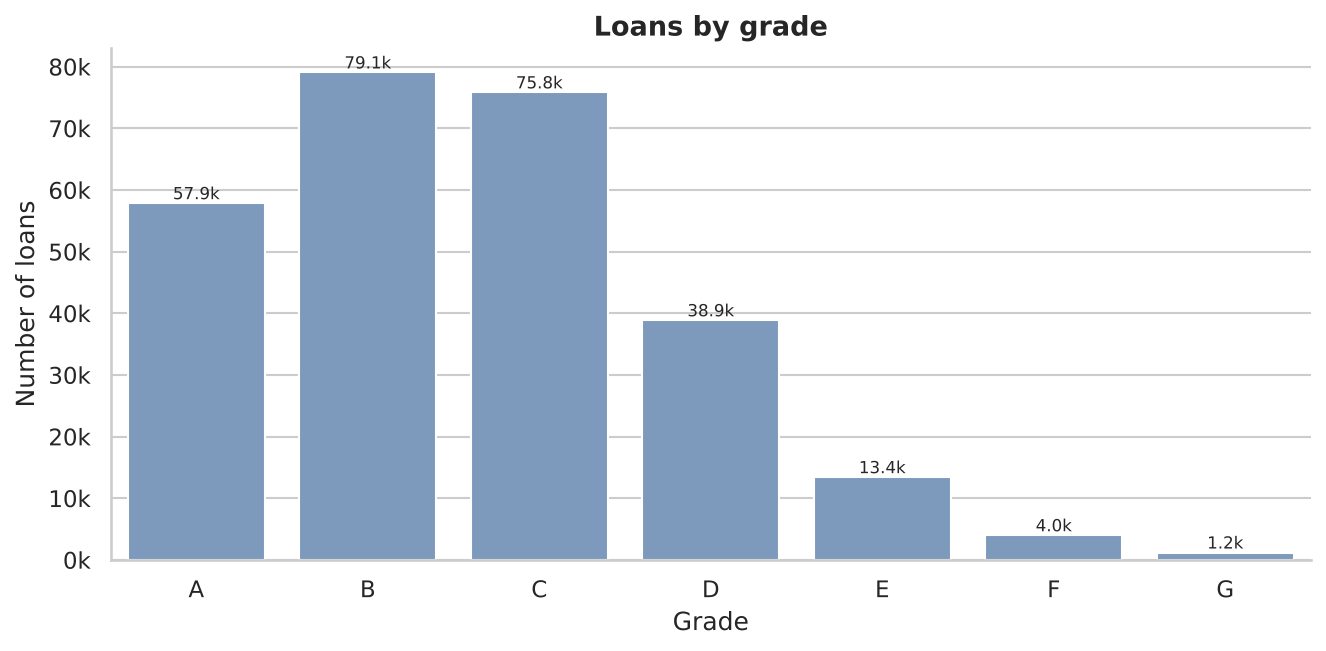 Loans by grade
Number of loans
80k
70k
60k
50k
40k
30k
20k
10k
0k
57.9k
79.1k
75.8k
38.9k
13.4k
4.0k
1.2k
A B C D E F G
Grade